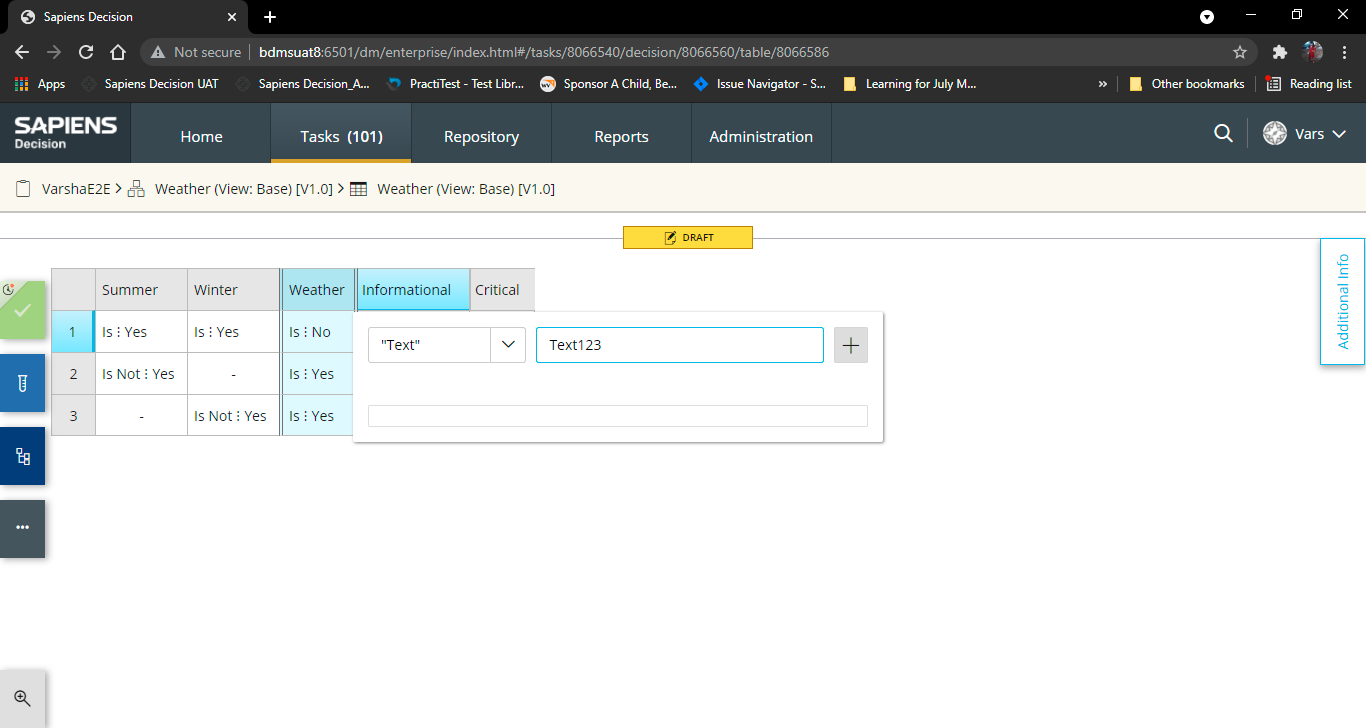 Sapiens Decision
Not secure bdmsuat8:6501/dm/enterprise/index.html#/tasks/8066540/decision/8066560/table/8066586
Apps Sapiens Decision UAT Sapiens Decision_A... PractiTest - Test Libr... Sponsor A Child, Be... Issue Navigator - S... Learning for July M... » Other bookmarks Reading list
SAPIENS
Decision
Home Tasks (101) Repository Reports Administration Vars
VarshaE2E > Weather (View: Base) [V1.0] > Weather (View: Base) [V1.0]
DRAFT
Additional Info
Summer Winter Weather Informational Critical
1 Is ⋮ Yes Is ⋮ Yes Is ⋮ No
"Text" Text123 +
2 Is Not ⋮ Yes - Is ⋮ Yes
3 - Is Not ⋮ Yes Is ⋮ Yes